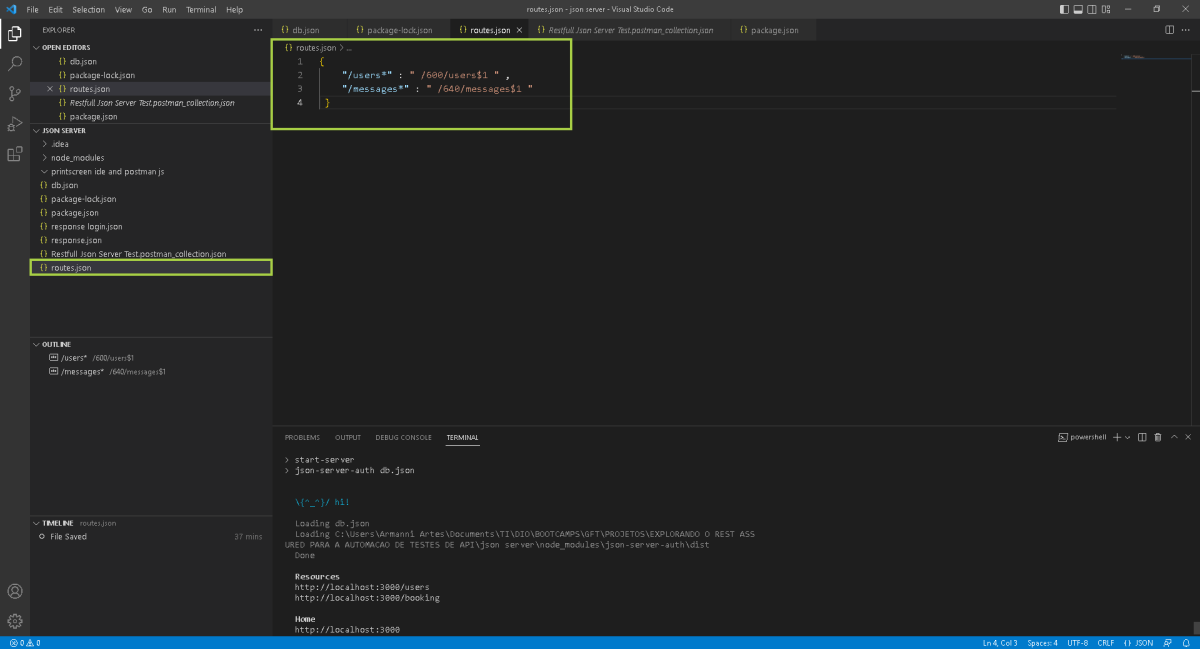 File Edit Selection View Go Run Terminal Help
routes.json - json server - Visual Studio Code
EXPLORER
OPEN EDITORS
db.json
package-lock.json
routes.json
Restfull Json Server Test.postman_collection.json
package.json
JSON SERVER
.idea
node_modules
printscreen ide and postman js
db.json
package-lock.json
package.json
response login.json
response.json
Restfull Json Server Test.postman_collection.json
routes.json
OUTLINE
/users* /600/users$1
/messages* /640/messages$1
TIMELINE routes.json
File Saved 37 mins
db.json package-lock.json routes.json Restfull Json Server Test.postman_collection.json package.json
routes.json > ...
1 {
2 "/users*" : " /600/users$1 " ,
3 "/messages*" : " /640/messages$1 "
4 }
PROBLEMS OUTPUT DEBUG CONSOLE TERMINAL
powershell
> start-server
> json-server-auth db.json
\{^_^}/ hi!
Loading db.json
Loading C:\Users\Armanni Artes\Documents\TI\DIO\BOOTCAMPS\GFT\PROJETOS\EXPLORANDO O REST ASS
URED PARA A AUTOMACAO DE TESTES DE API\json server\node_modules\json-server-auth\dist
Done
Resources
http://localhost:3000/users
http://localhost:3000/booking
Home
http://localhost:3000
0 0
Ln 4, Col 3 Spaces: 4 UTF-8 CRLF {} JSON